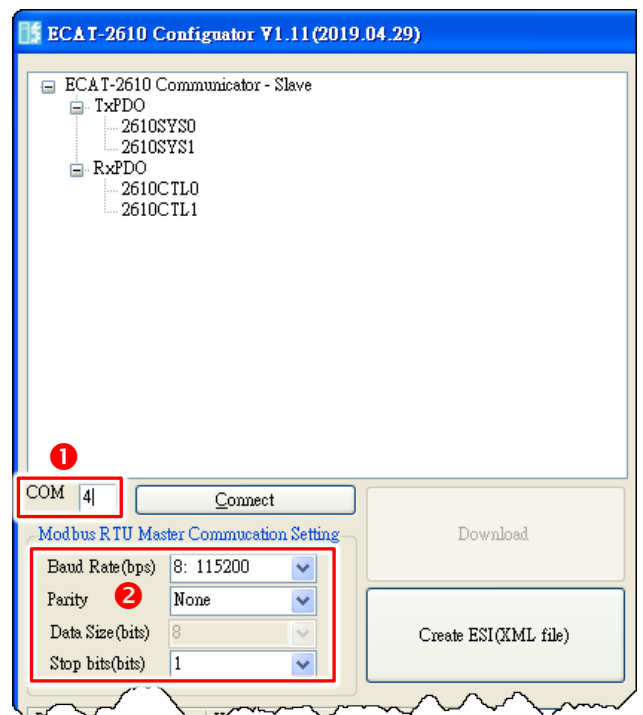 ECAT-2610 Configuator V1.11(2019.04.29)
ECAT-2610 Communicator - Slave
TxPDO
2610SYS0
2610SYS1
RxPDO
2610CTL0
2610CTL1
1
COM 4 Connect
Modbus RTU Master Commucation Setting
Download
Baud Rate(bps) 8: 115200
Parity 2 None
Data Size(bits) 8
Create ESI(XML file)
Stop bits(bits) 1